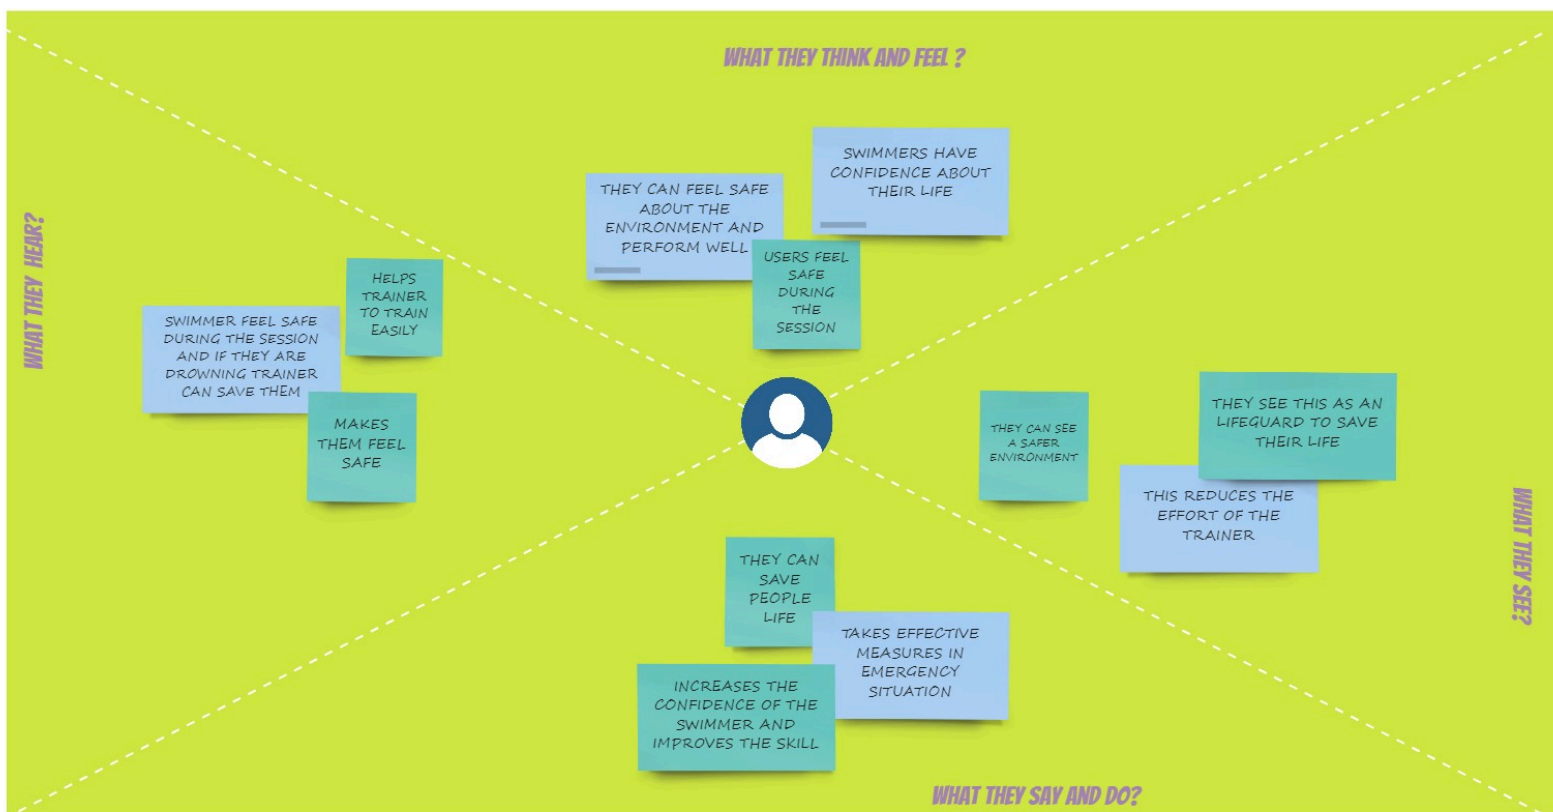 WHAT THEY THINK AND FEEL ?
SWIMMERS HAVE
CONFIDENCE ABOUT
THEIR LIFE
THEY CAN FEEL SAFE
ABOUT THE
ENVIRONMENT AND
PERFORM WELL
USERS FEEL
SAFE
DURING
THE
SESSION
WHAT THEY HEAR?
HELPS
TRAINER
TO TRAIN
EASILY
SWIMMER FEEL SAFE
DURING THE SESSION
AND IF THEY ARE
DROWNING TRAINER
CAN SAVE THEM
MAKES
THEM FEEL
SAFE
THEY CAN SEE
A SAFER
ENVIRONMENT
THEY SEE THIS AS AN
LIFEGUARD TO SAVE
THEIR LIFE
THIS REDUCES THE
EFFORT OF THE
TRAINER
WHAT THEY SEE?
THEY CAN
SAVE
PEOPLE
LIFE
TAKES EFFECTIVE
MEASURES IN
EMERGENCY
SITUATION
INCREASES THE
CONFIDENCE OF THE
SWIMMER AND
IMPROVES THE SKILL
WHAT THEY SAY AND DO?